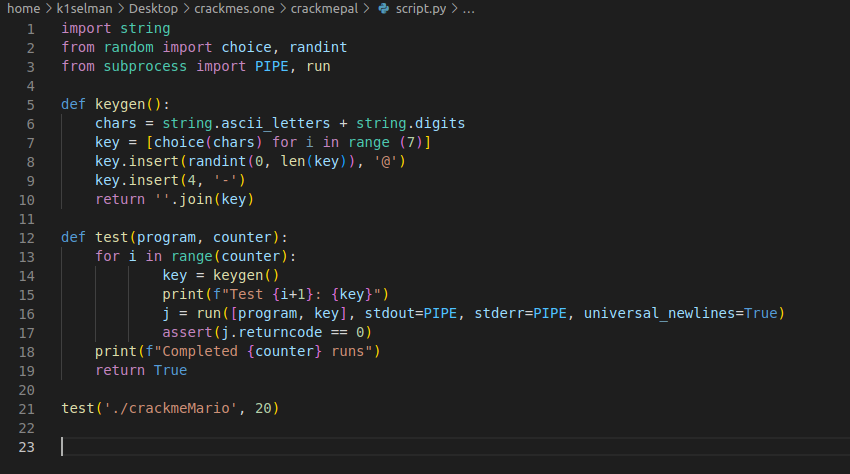 home > k1selman > Desktop > crackmes.one > crackmepal > script.py > ...
1 import string
2 from random import choice, randint
3 from subprocess import PIPE, run
4
5 def keygen():
6     chars = string.ascii_letters + string.digits
7     key = [choice(chars) for i in range (7)]
8     key.insert(randint(0, len(key)), '@')
9     key.insert(4, '-')
10     return ''.join(key)
11
12 def test(program, counter):
13     for i in range(counter):
14             key = keygen()
15             print(f"Test {i+1}: {key}")
16             j = run([program, key], stdout=PIPE, stderr=PIPE, universal_newlines=True)
17             assert(j.returncode == 0)
18     print(f"Completed {counter} runs")
19     return True
20
21 test('./crackmeMario', 20)
22
23